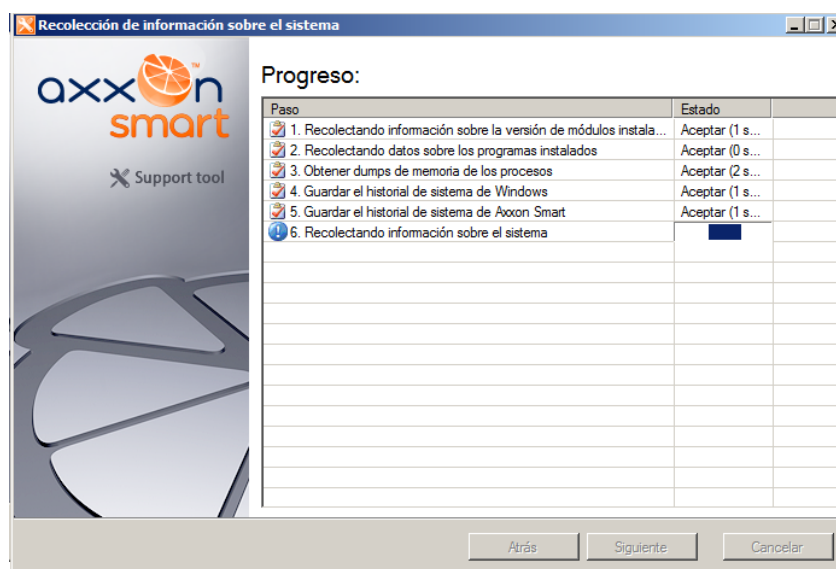 Recolección de información sobre el sistema
axxon
™
smart
Support tool
Progreso:
Paso Estado
1. Recolectando información sobre la versión de módulos instala... Aceptar (1 s...
2. Recolectando datos sobre los programas instalados Aceptar (0 s...
3. Obtener dumps de memoria de los procesos Aceptar (2 s...
4. Guardar el historial de sistema de Windows Aceptar (1 s...
5. Guardar el historial de sistema de Axxon Smart Aceptar (1 s...
6. Recolectando información sobre el sistema
Atrás Siguiente Cancelar